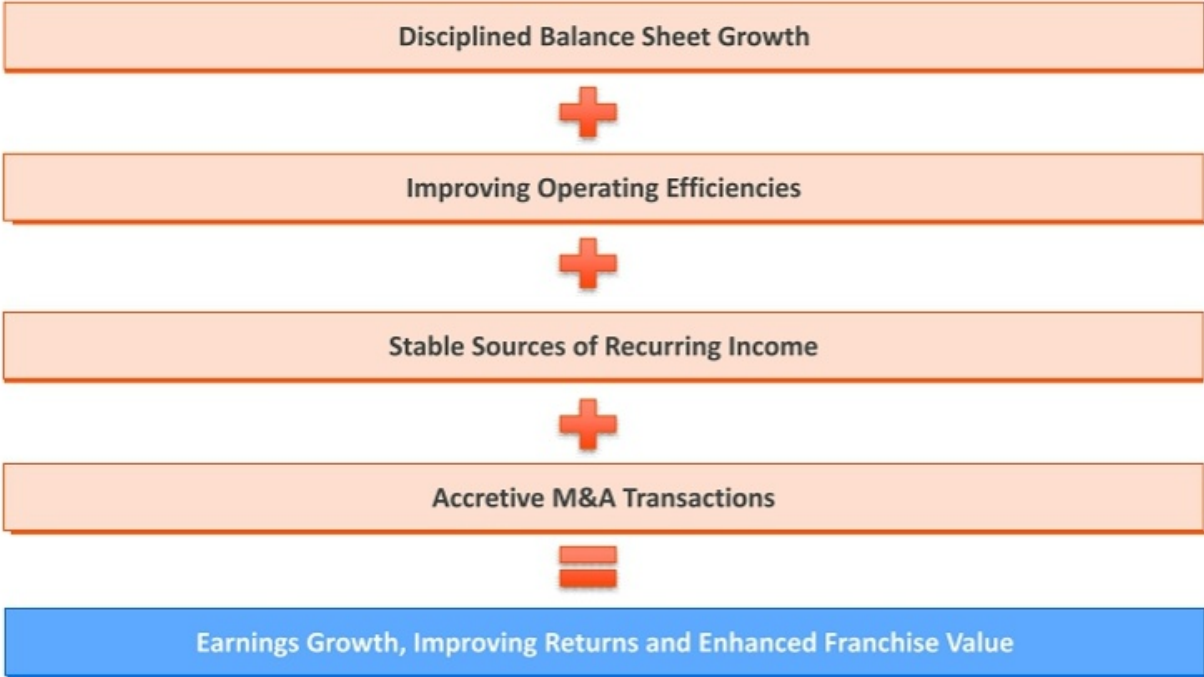 Disciplined Balance Sheet Growth
Improving Operating Efficiencies
Stable Sources of Recurring Income
Accretive M&A Transactions
Earnings Growth, Improving Returns and Enhanced Franchise Value